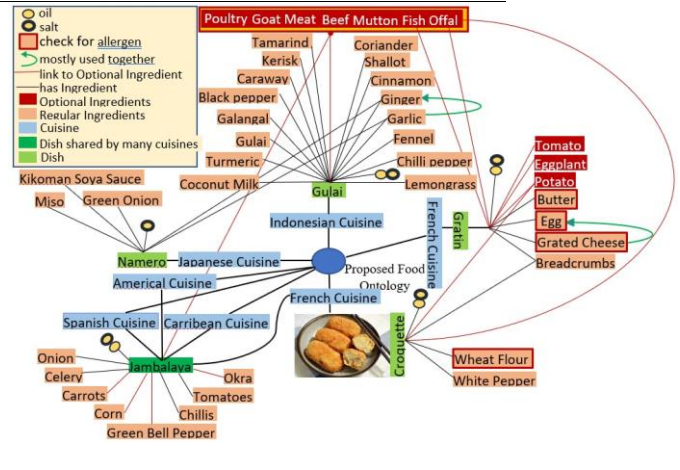 oil
salt
check for allergen
mostly used together
link to Optional Ingredient
has Ingredient
Optional Ingredients
Regular Ingredients
Cuisine
Dish shared by many cuisines
Dish
Poultry Goat Meat Beef Mutton Fish Offal
Tamarind
Kerisk
Caraway
Black pepper
Galangal
Gulai
Turmeric
Coconut Milk
Coriander
Shallot
Cinnamon
Ginger
Garlic
Fennel
Chilli pepper
Lemongrass
Gulai
Indonesian Cuisine
Kikoman Soya Sauce
Miso
Green Onion
Namero
Japanese Cuisine
Americal Cuisine
Spanish Cuisine
Carribean Cuisine
French Cuisine
Proposed Food
Ontology
French Cuisine
Gratin
Tomato
Eggplant
Potato
Butter
Egg
Grated Cheese
Breadcrumbs
Croquette
Wheat Flour
White Pepper
Jambalaya
Onion
Celery
Carrots
Corn
Green Bell Pepper
Chillis
Tomatoes
Okra